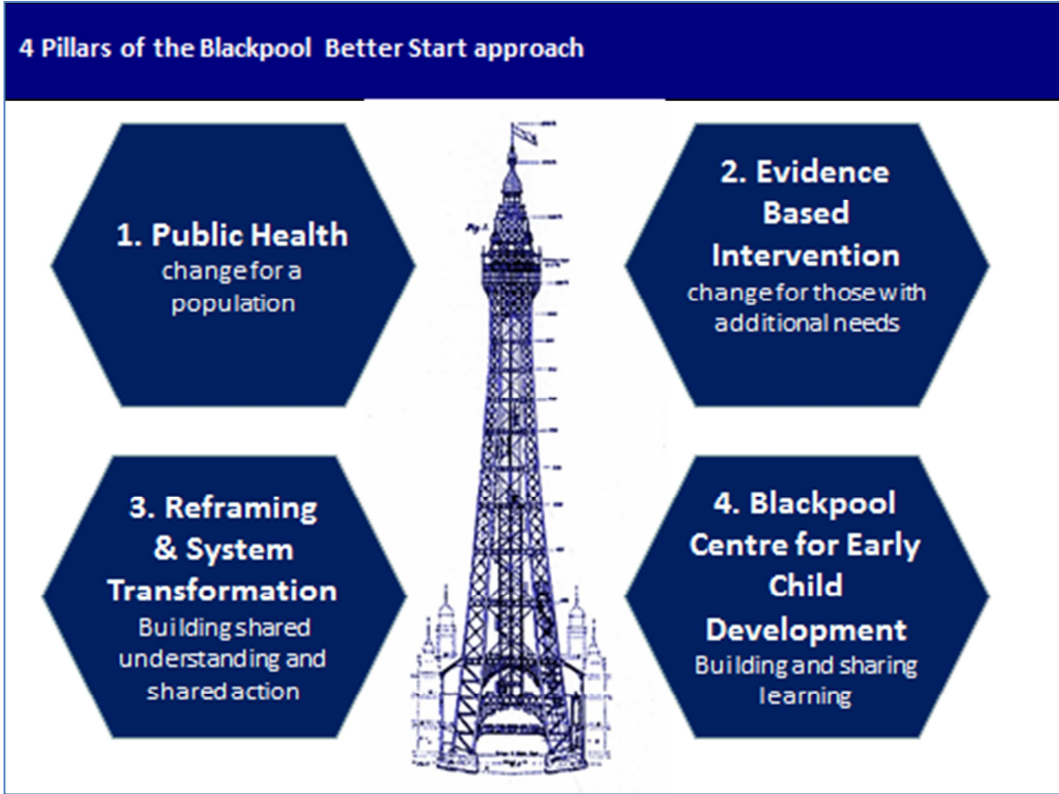 4 Pillars of the Blackpool Better Start approach
1. Public Health
change for a
population
2. Evidence
Based
Intervention
change for those with
additional needs
3. Reframing
& System
Transformation
Building shared
understanding and
shared action
4. Blackpool
Centre for Early
Child
Development
Building and sharing
learning